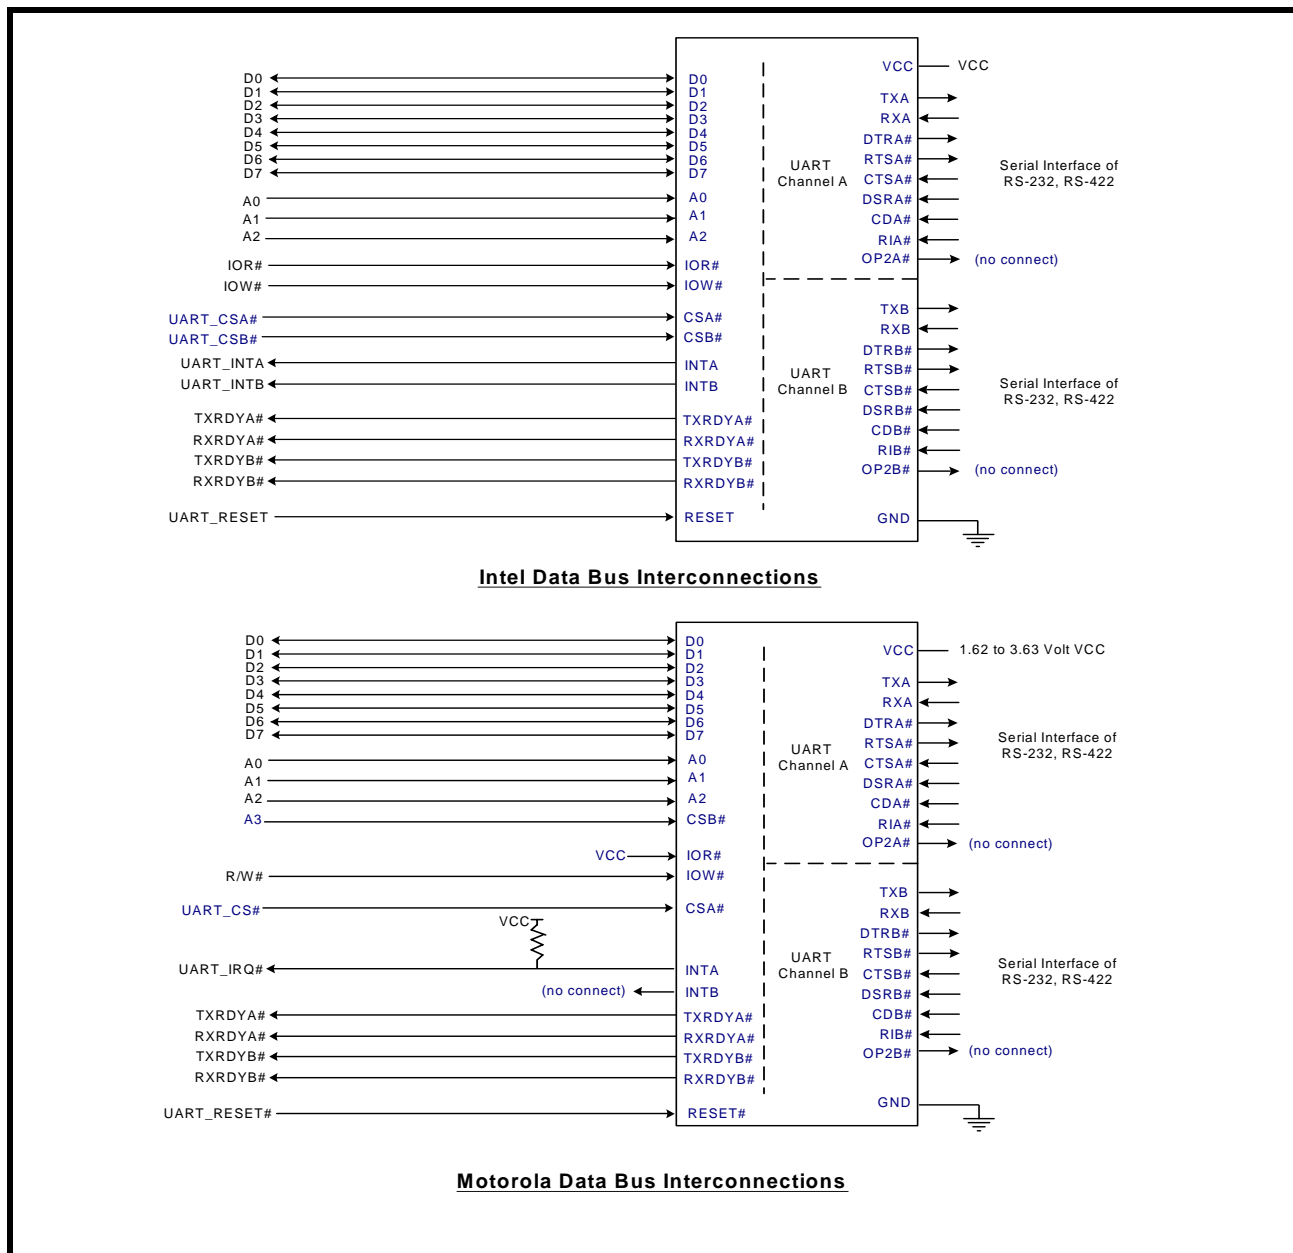 D0 D0 VCC VCC
D1 D1
D2 D2 TXA
D3 D3 RXA
D4 D4
D5 D5 DTRA#
D6 D6 UART RTSA# Serial Interface of
D7 D7 Channel A CTSA# RS-232, RS-422
A0 A0 DSRA#
A1 A1 CDA#
A2 A2 RIA#
IOR# IOR# OP2A# (no connect)
IOW# IOW#
UART_CSA# CSA# TXB
UART_CSB# CSB# RXB
DTRB#
UART_INTA INTA UART RTSB#
UART_INTB INTB Channel B CTSB# Serial Interface of
DSRB# RS-232, RS-422
TXRDYA# TXRDYA# CDB#
RXRDYA# RXRDYA# RIB#
TXRDYB# TXRDYB# OP2B# (no connect)
RXRDYB# RXRDYB#
UART_RESET RESET GND
Intel Data Bus Interconnections
D0 D0 VCC 1.62 to 3.63 Volt VCC
D1 D1
D2 D2 TXA
D3 D3 RXA
D4 D4
D5 D5 DTRA#
D6 D6 UART RTSA# Serial Interface of
D7 D7 Channel A CTSA# RS-232, RS-422
A0 A0 DSRA#
A1 A1 CDA#
A2 A2 RIA#
A3 CSB# OP2A# (no connect)
VCC IOR#
R/W# IOW# TXB
UART_CS# CSA# RXB
VCC DTRB#
UART RTSB# Serial Interface of
UART_IRQ# INTA Channel B CTSB# RS-232, RS-422
(no connect) INTB DSRB#
TXRDYA# TXRDYA# CDB#
RXRDYA# RXRDYA# RIB#
TXRDYB# TXRDYB# OP2B# (no connect)
RXRDYB# RXRDYB#
UART_RESET# RESET# GND
Motorola Data Bus Interconnections